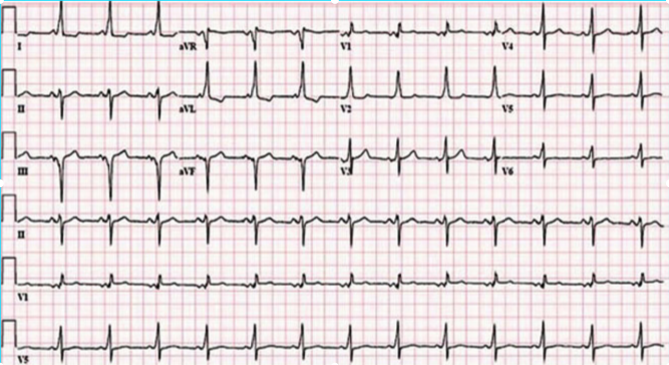 I aVR V1 V4
II aVL V2 V5
III aVF V3 V6
II
V1
V5